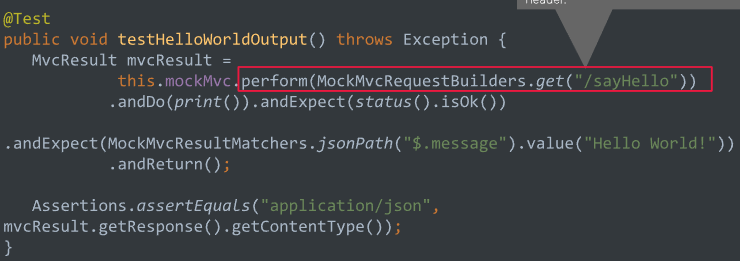 header.
@Test
public void testHelloWorldOutput() throws Exception {
MvcResult mvcResult =
this.mockMvc.perform(MockMvcRequestBuilders.get("/sayHello"))
.andDo(print()).andExpect(status().isOk())
.andExpect(MockMvcResultMatchers.jsonPath("$.message").value("Hello World!"))
.andReturn();
Assertions.assertEquals("application/json",
mvcResult.getResponse().getContentType());
}